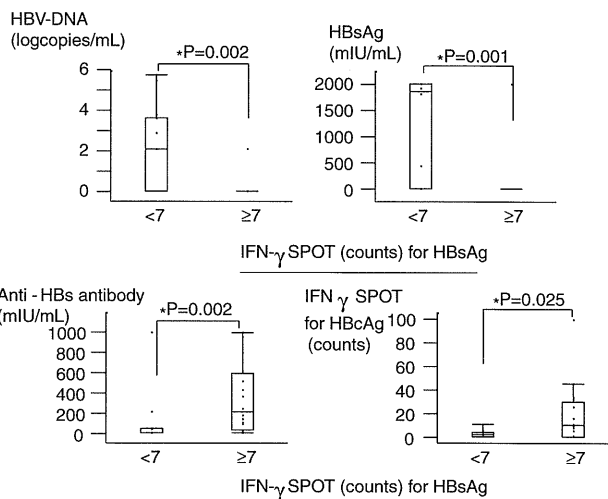 HBV-DNA
(logcopies/mL)
*P=0.002
6
4
2
0
<7
≥7
HBsAg
(mIU/mL)
*P=0.001
2000
1500
1000
500
0
<7
≥7
IFN-γ SPOT (counts) for HBsAg
Anti - HBs antibody
(mIU/mL)
*P=0.002
1000
800
600
400
200
0
<7
≥7
IFN γ SPOT
for HBcAg
(counts)
*P=0.025
100
80
60
40
20
0
<7
≥7
IFN-γ SPOT (counts) for HBsAg